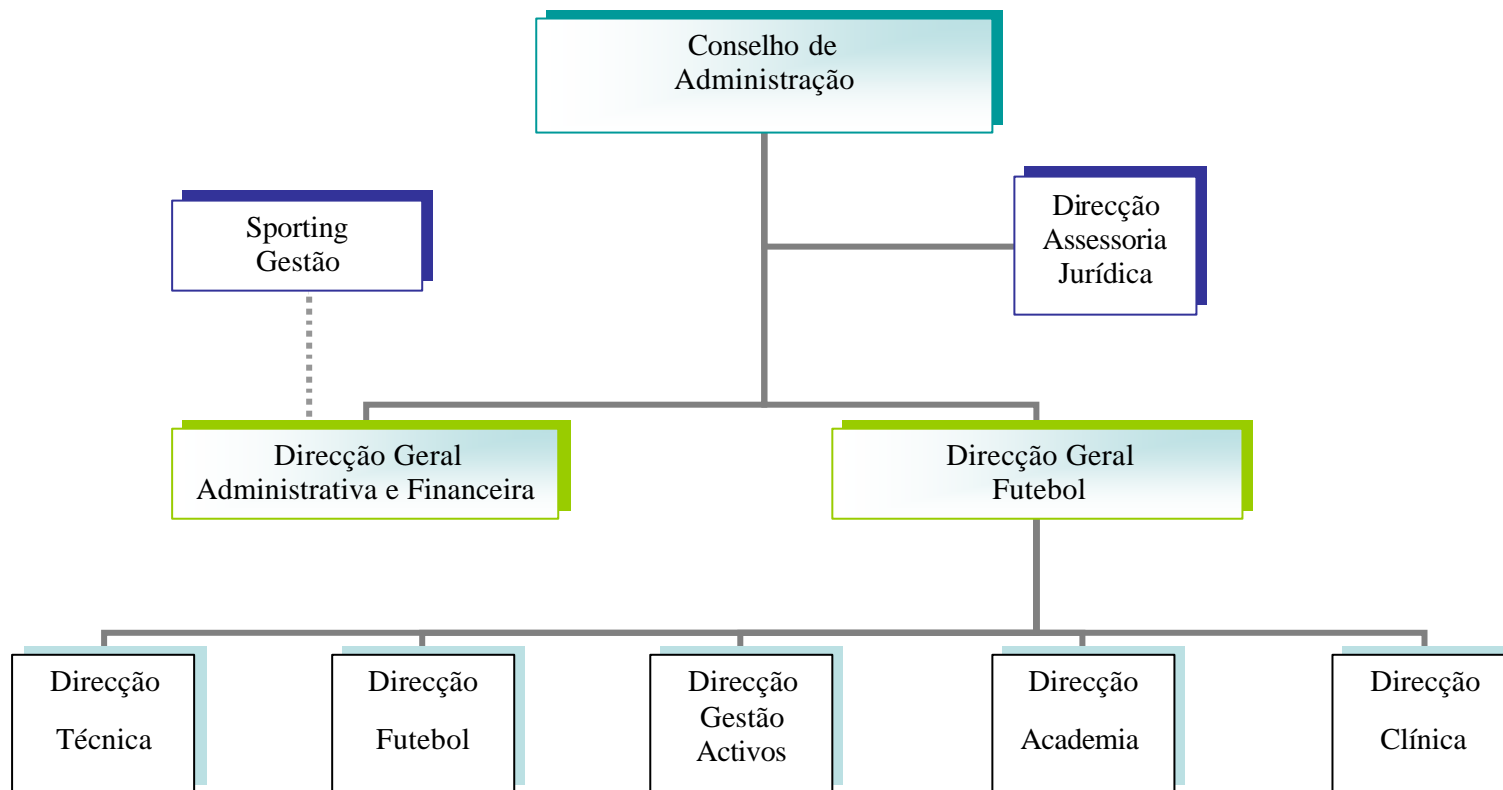 Conselho de
Administração
Sporting
Gestão
Direcção
Assessoria
Jurídica
Direcção Geral
Administrativa e Financeira
Direcção Geral
Futebol
Direcção
Técnica
Direcção
Futebol
Direcção
Gestão
Activos
Direcção
Academia
Direcção
Clínica